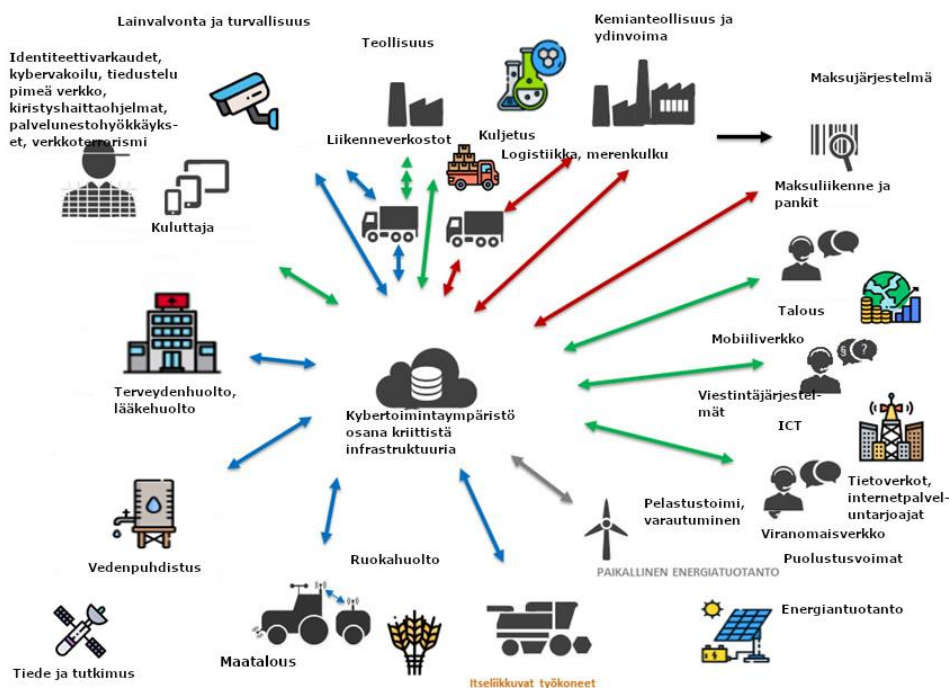 Lainvalvonta ja turvallisuus
Identiteettivarkaudet,
kybervakoilu, tiedustelu
pimeä verkko,
kiristyshaittaohjelmat,
palvelunestohyökkäyks-
et, verkkoterrorismi
Kuluttaja
Teollisuus
Liikenneverkostot
Kuljetus
Logistiikka, merenkulku
Kemianteollisuus ja
ydinvoima
Maksujärjestelmä
Maksuliikenne ja
pankit
Talous
Mobiiliverkko
§ ?
Viestintäjärjestel-
mät
ICT
Tietoverkot,
internetpalvel-
untarjoajat
Viranomaisverkko
Puolustusvoimat
Terveydenhuolto,
lääkehuolto
Kybertoimintaympäristö
osana kriittistä
infrastruktuuria
Pelastustoimi,
varautuminen
PAIKALLINEN ENERGIATUOTANTO
Energiantuotanto
Vedenpuhdistus
Ruokahuolto
Maatalous
Itseliikkuvat työkoneet
Tiede ja tutkimus